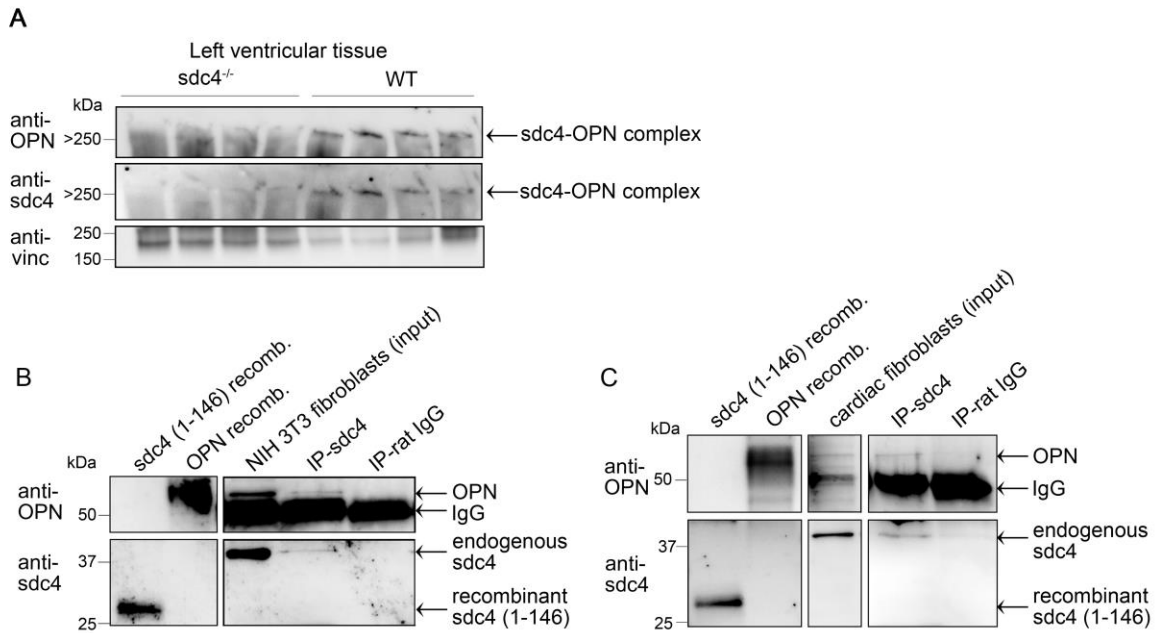 A
Left ventricular tissue
sdc4-/- WT
kDa
anti-OPN >250 sdc4-OPN complex
anti-sdc4 >250 sdc4-OPN complex
anti-vinc 250
150
B
sdc4 (1-146) recomb.
OPN recomb.
NIH 3T3 fibroblasts (input)
IP-sdc4
IP-rat IgG
kDa
anti-OPN 50 OPN
IgG
anti-sdc4 37 endogenous
sdc4
25 recombinant
sdc4 (1-146)
C
sdc4 (1-146) recomb.
OPN recomb.
cardiac fibroblasts (input)
IP-sdc4
IP-rat IgG
kDa
anti-OPN 50 OPN
IgG
anti-sdc4 37 endogenous
sdc4
25 recombinant
sdc4 (1-146)